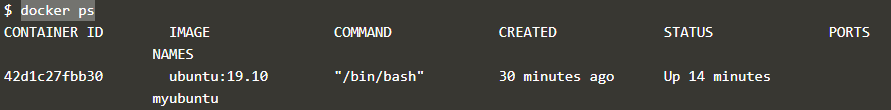 $ docker ps
CONTAINER ID IMAGE COMMAND CREATED STATUS PORTS
NAMES
42d1c27fbb30 ubuntu:19.10 "/bin/bash" 30 minutes ago Up 14 minutes
myubuntu